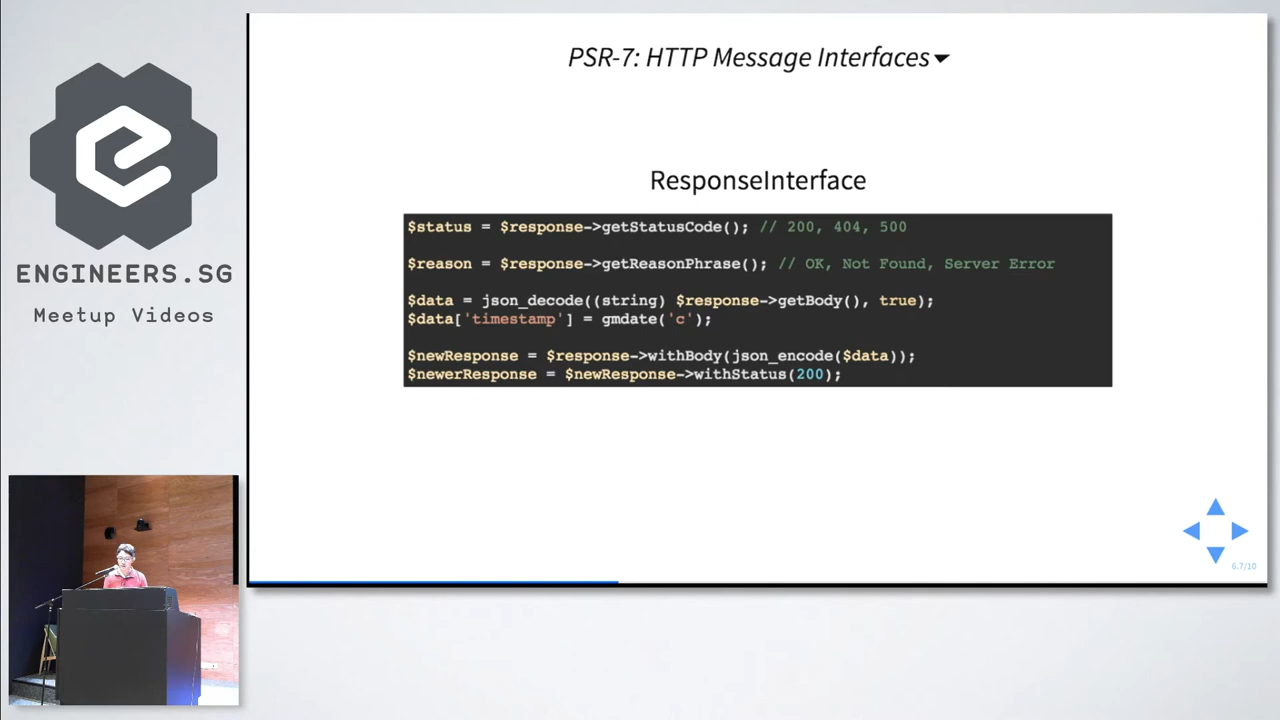 PSR-7: HTTP Message Interfaces
ResponseInterface
$status = $response->getStatusCode(); // 200, 404, 500
$reason = $response->getReasonPhrase(); // OK, Not Found, Server Error
$data = json_decode((string) $response->getBody(), true);
$data['timestamp'] = gmdate('c');
$newResponse = $response->withBody(json_encode($data));
$newerResponse = $newResponse->withStatus(200);
ENGINEERS.SG
Meetup Videos
6.7/10